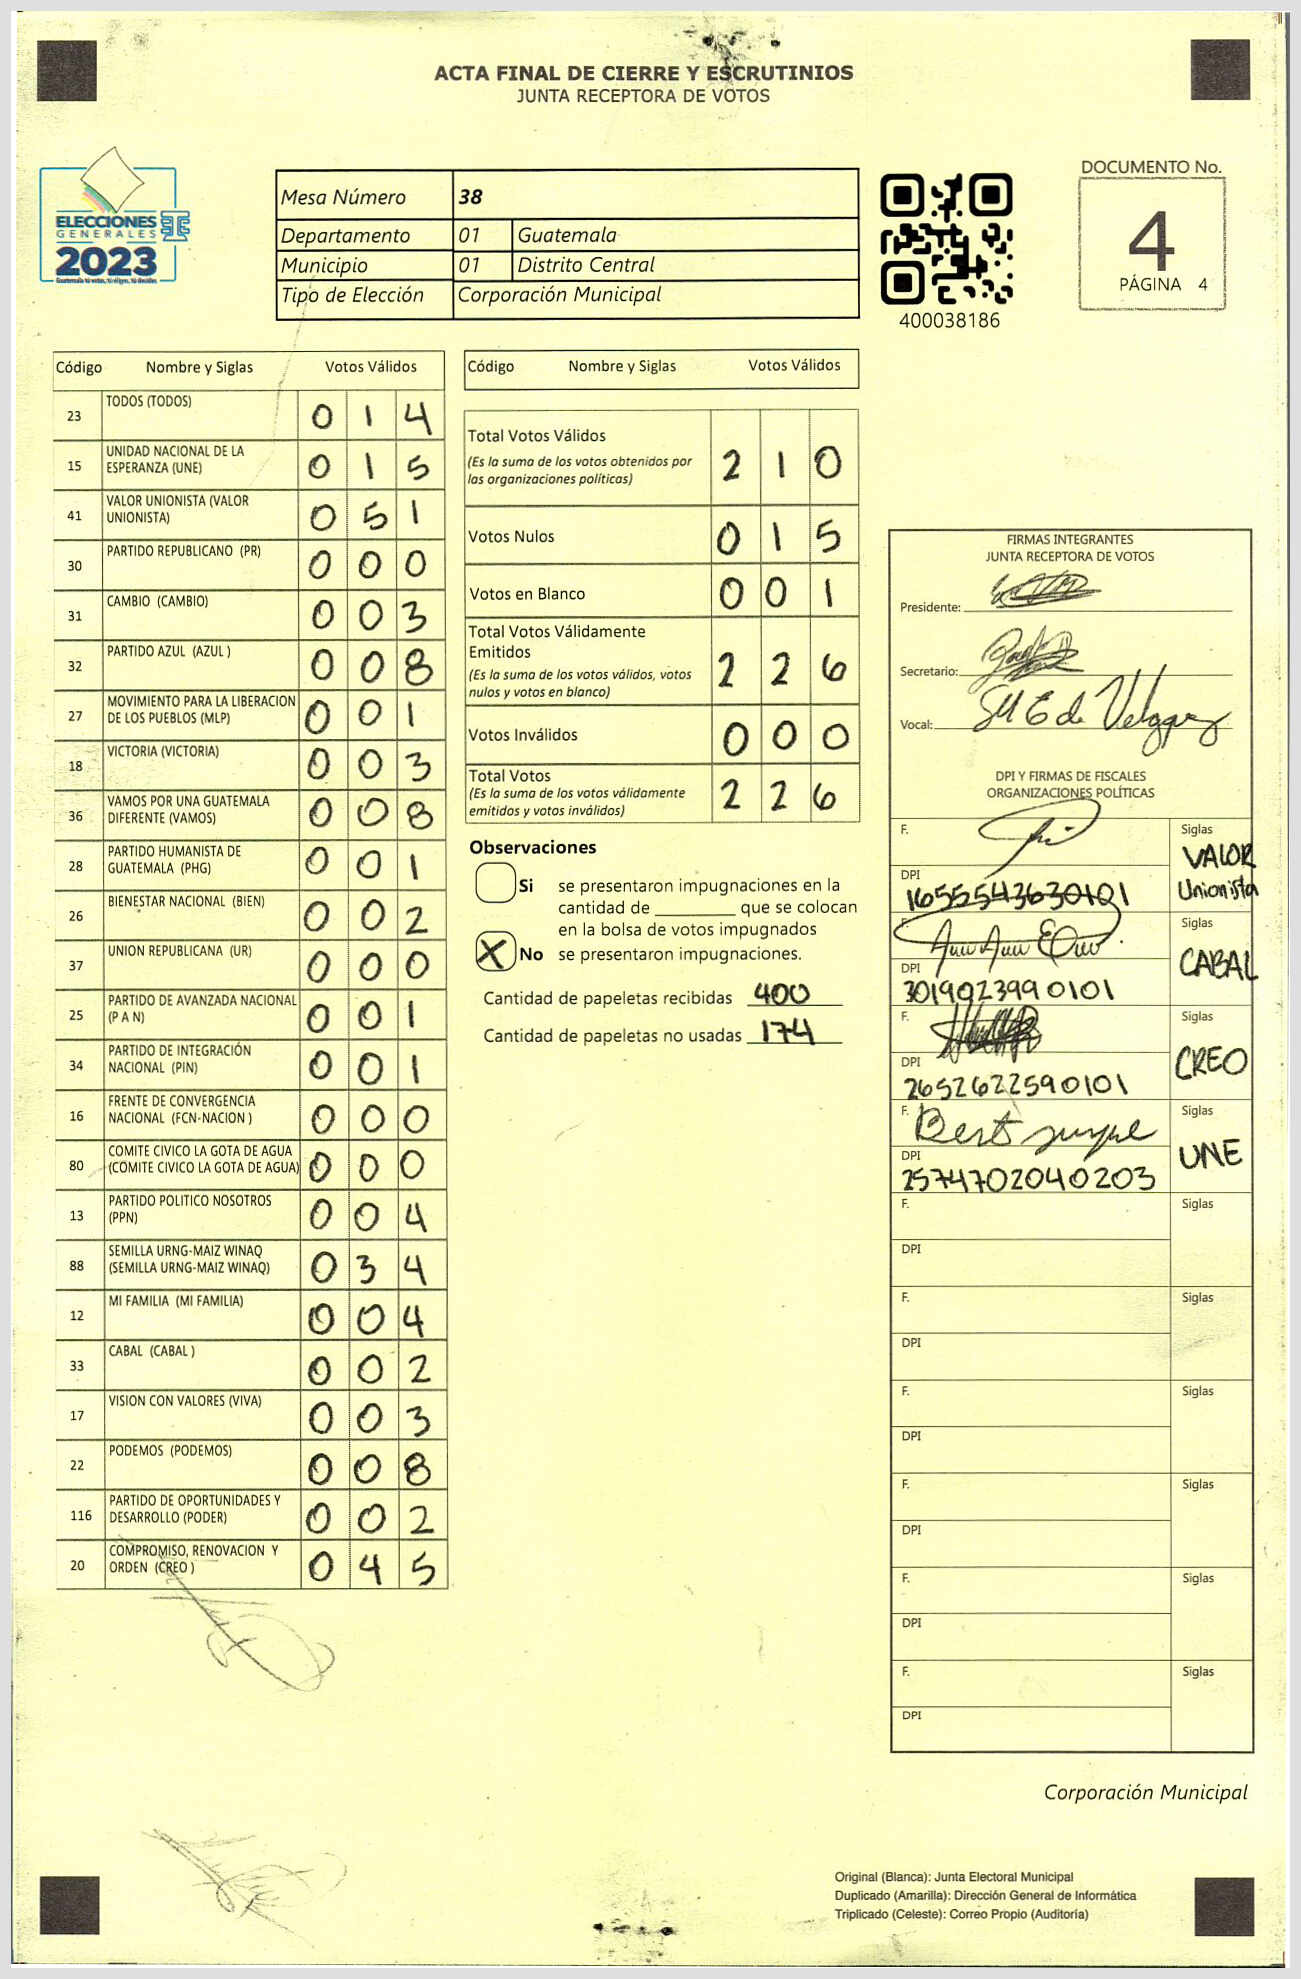 ACTA FINAL DE CIERRE Y ESCRUTINIOS
JUNTA RECEPTORA DE VOTOS
ELECCIONES
GENERALES
2023
Guatemala tú votas, tú eliges, tú decides
Mesa Número 38
Departamento 01 Guatemala
Municipio 01 Distrito Central
Tipo de Elección Corporación Municipal
400038186
DOCUMENTO No.
4
PÁGINA 4
Código Nombre y Siglas Votos Válidos
23 TODOS (TODOS) 0 1 4
15 UNIDAD NACIONAL DE LA ESPERANZA (UNE) 0 1 5
41 VALOR UNIONISTA (VALOR UNIONISTA) 0 5 1
30 PARTIDO REPUBLICANO (PR) 0 0 0
31 CAMBIO (CAMBIO) 0 0 3
32 PARTIDO AZUL (AZUL ) 0 0 8
27 MOVIMIENTO PARA LA LIBERACION DE LOS PUEBLOS (MLP) 0 0 1
18 VICTORIA (VICTORIA) 0 0 3
36 VAMOS POR UNA GUATEMALA DIFERENTE (VAMOS) 0 0 8
28 PARTIDO HUMANISTA DE GUATEMALA (PHG) 0 0 1
26 BIENESTAR NACIONAL (BIEN) 0 0 2
37 UNION REPUBLICANA (UR) 0 0 0
25 PARTIDO DE AVANZADA NACIONAL (P A N) 0 0 1
34 PARTIDO DE INTEGRACIÓN NACIONAL (PIN) 0 0 1
16 FRENTE DE CONVERGENCIA NACIONAL (FCN-NACION ) 0 0 0
80 COMITE CIVICO LA GOTA DE AGUA (COMITE CIVICO LA GOTA DE AGUA) 0 0 0
13 PARTIDO POLITICO NOSOTROS (PPN) 0 0 4
88 SEMILLA URNG-MAIZ WINAQ (SEMILLA URNG-MAIZ WINAQ) 0 3 4
12 MI FAMILIA (MI FAMILIA) 0 0 4
33 CABAL (CABAL ) 0 0 2
17 VISION CON VALORES (VIVA) 0 0 3
22 PODEMOS (PODEMOS) 0 0 8
116 PARTIDO DE OPORTUNIDADES Y DESARROLLO (PODER) 0 0 2
20 COMPROMISO, RENOVACION Y ORDEN (CREO ) 0 4 5
Código Nombre y Siglas Votos Válidos
Total Votos Válidos
(Es la suma de los votos obtenidos por
las organizaciones políticas) 2 1 0
Votos Nulos 0 1 5
Votos en Blanco 0 0 1
Total Votos Válidamente
Emitidos
(Es la suma de los votos válidos, votos
nulos y votos en blanco) 2 2 6
Votos Inválidos 0 0 0
Total Votos
(Es la suma de los votos válidamente
emitidos y votos inválidos) 2 2 6
Observaciones
Si se presentaron impugnaciones en la
cantidad de ________ que se colocan
en la bolsa de votos impugnados
X No se presentaron impugnaciones.
Cantidad de papeletas recibidas 400
Cantidad de papeletas no usadas 174
FIRMAS INTEGRANTES
JUNTA RECEPTORA DE VOTOS
Presidente:
Secretario:
Vocal:
DPI Y FIRMAS DE FISCALES
ORGANIZACIONES POLÍTICAS
F. Siglas
VALOR
Unionista
DPI
1655543630101
F. Siglas
CABAL
DPI
3019023990101
F. Siglas
CREO
DPI
2652622590101
F. Siglas
UNE
DPI
2574702040203
F. Siglas
DPI
F. Siglas
DPI
F. Siglas
DPI
F. Siglas
DPI
F. Siglas
DPI
F. Siglas
DPI
Corporación Municipal
Original (Blanca): Junta Electoral Municipal
Duplicado (Amarilla): Dirección General de Informática
Triplicado (Celeste): Correo Propio (Auditoría)